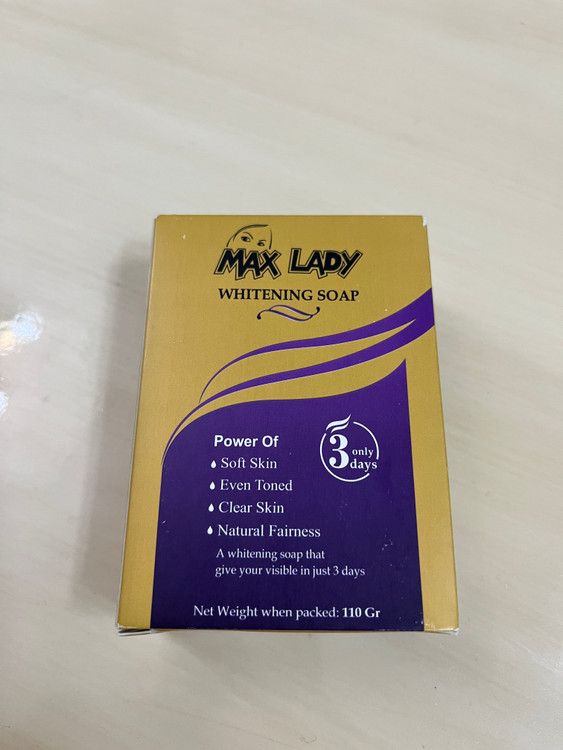 MAX LADY
WHITENING SOAP
Power Of
Soft Skin
Even Toned
Clear Skin
Natural Fairness
3 only
days
A whitening soap that
give your visible in just 3 days
Net Weight when packed: 110 Gr